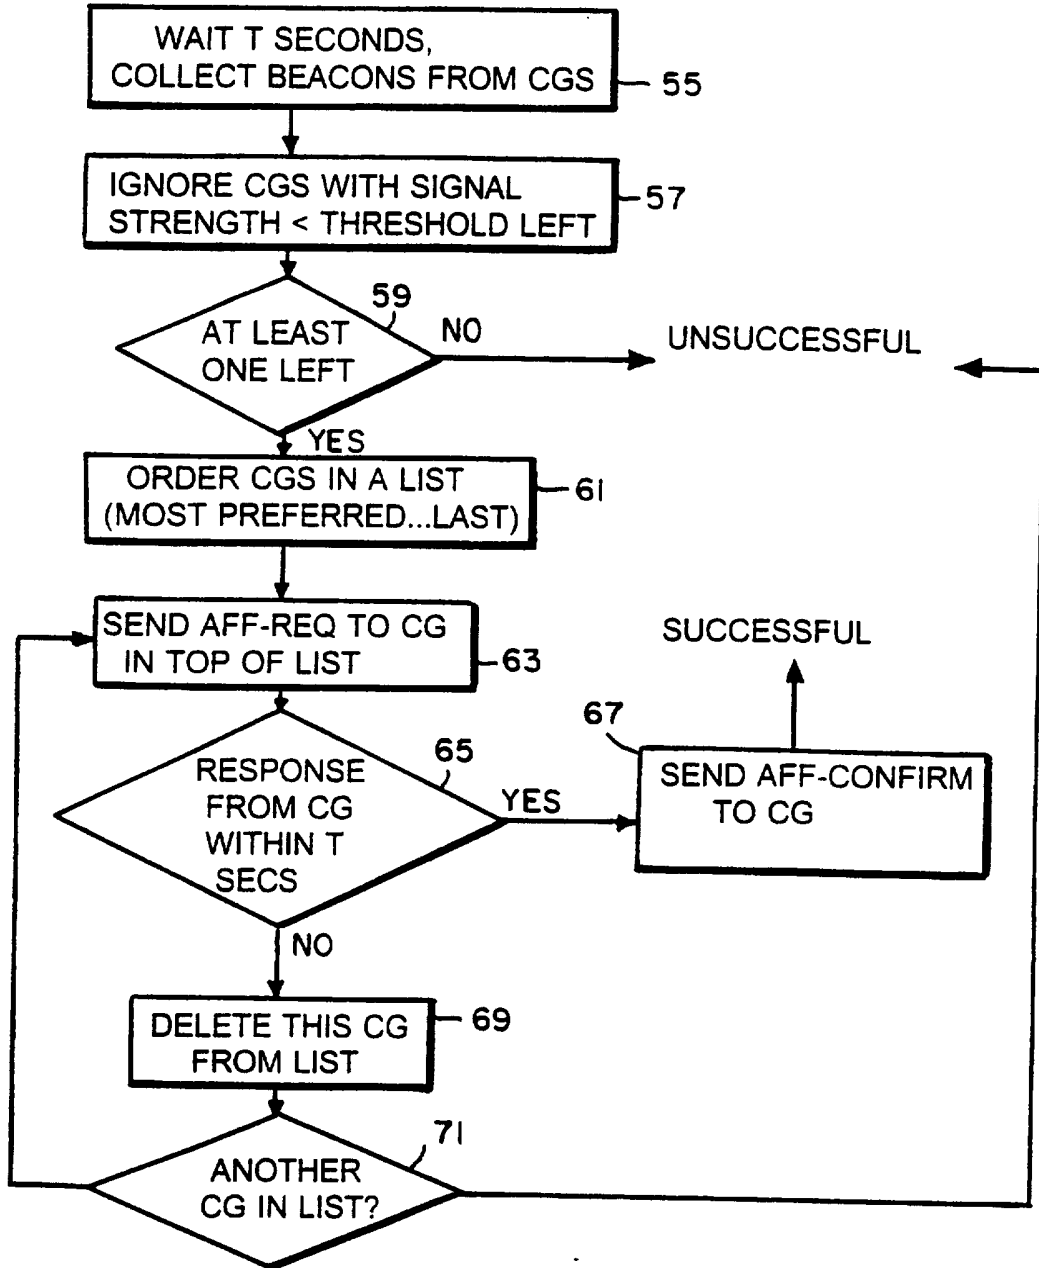 WAIT T SECONDS,
COLLECT BEACONS FROM CGS
55
IGNORE CGS WITH SIGNAL
STRENGTH < THRESHOLD LEFT
57
59
AT LEAST
ONE LEFT
NO
UNSUCCESSFUL
YES
ORDER CGS IN A LIST
(MOST PREFERRED...LAST)
61
SEND AFF-REQ TO CG
IN TOP OF LIST
63
SUCCESSFUL
65
RESPONSE
FROM CG
WITHIN T
SECS
YES
67
SEND AFF-CONFIRM
TO CG
NO
DELETE THIS CG
FROM LIST
69
71
ANOTHER
CG IN LIST?